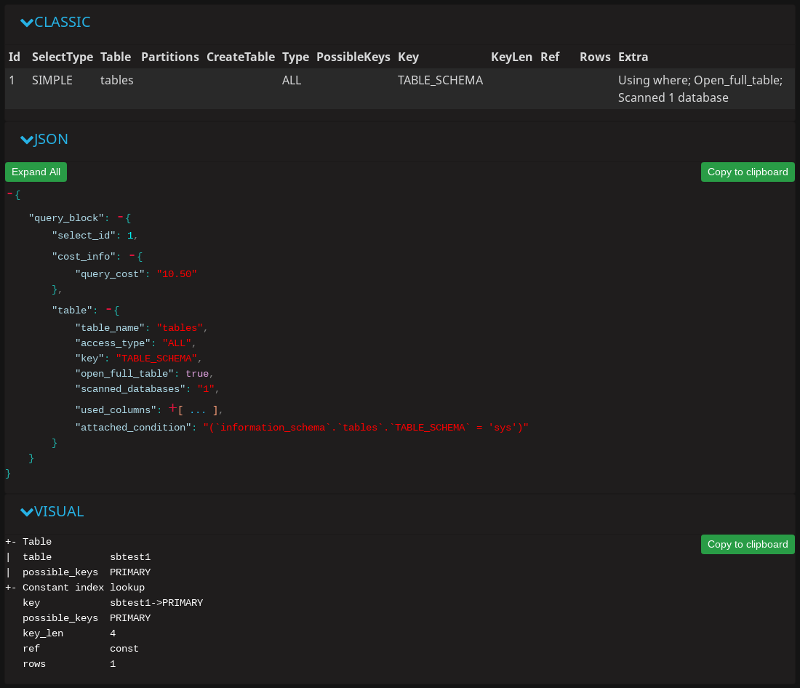 CLASSIC
Id SelectType Table Partitions CreateTable Type PossibleKeys Key KeyLen Ref Rows Extra
1 SIMPLE tables ALL TABLE_SCHEMA Using where; Open_full_table;
Scanned 1 database
JSON
Expand All Copy to clipboard
-{
"query_block": -{
"select_id": 1,
"cost_info": -{
"query_cost": "10.50"
},
"table": -{
"table_name": "tables",
"access_type": "ALL",
"key": "TABLE_SCHEMA",
"open_full_table": true,
"scanned_databases": "1",
"used_columns": +[ ... ],
"attached_condition": "(`information_schema`.`tables`.`TABLE_SCHEMA` = 'sys')"
}
}
}
VISUAL
Copy to clipboard
+- Table
| table sbtest1
| possible_keys PRIMARY
+- Constant index lookup
key sbtest1->PRIMARY
possible_keys PRIMARY
key_len 4
ref const
rows 1